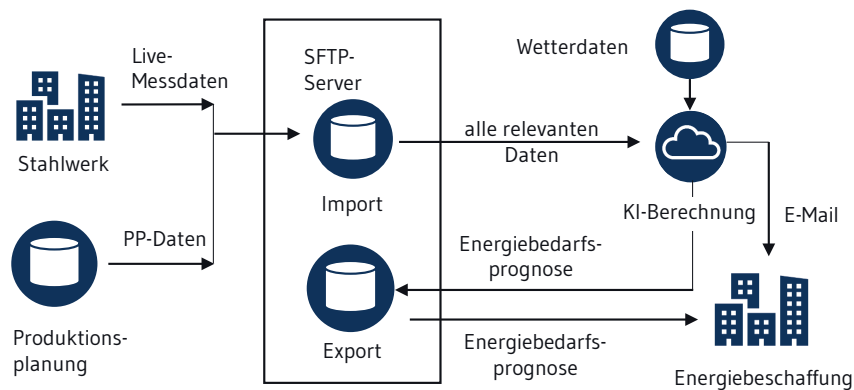 Live-
Messdaten
Stahlwerk
PP-Daten
Produktions-
planung
SFTP-
Server
Import
Export
alle relevanten
Daten
Wetterdaten
KI-Berechnung
E-Mail
Energiebedarfs-
prognose
Energiebedarfs-
prognose
Energiebeschaffung